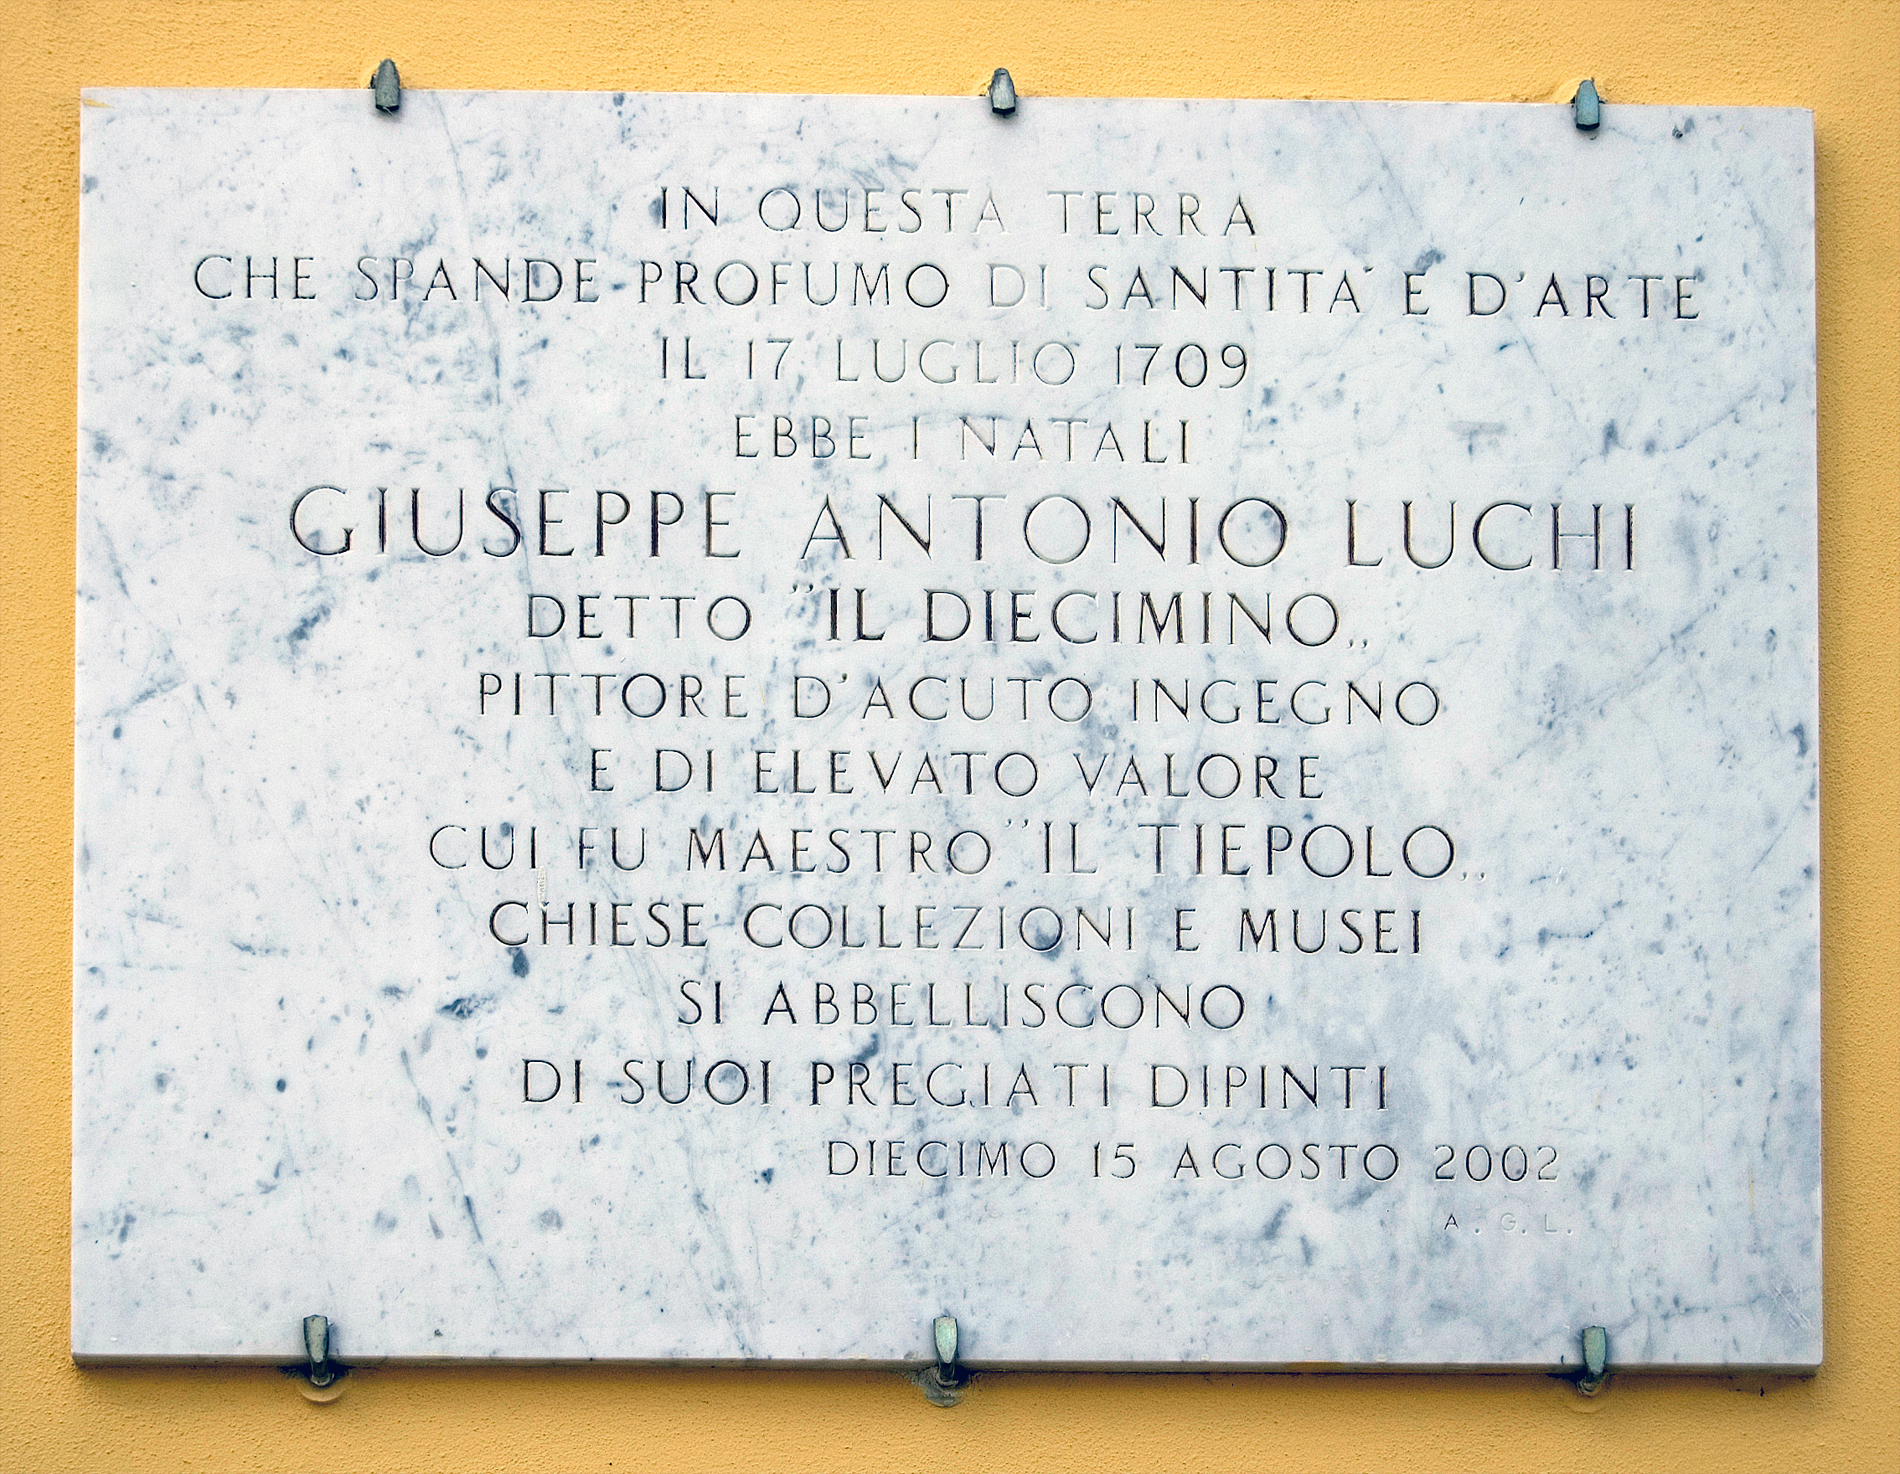 IN QUESTA TERRA
CHE SPANDE PROFUMO DI SANTITA' E D'ARTE
IL 17 LUGLIO 1709
EBBE I NATALI
GIUSEPPE ANTONIO LUCHI
DETTO "IL DIECIMINO„
PITTORE D'ACUTO INGEGNO
E DI ELEVATO VALORE
CUI FU MAESTRO "IL TIEPOLO„
CHIESE COLLEZIONI E MUSEI
SI ABBELLISCONO
DI SUOI PREGIATI DIPINTI
DIECIMO 15 AGOSTO 2002
A. G. L.